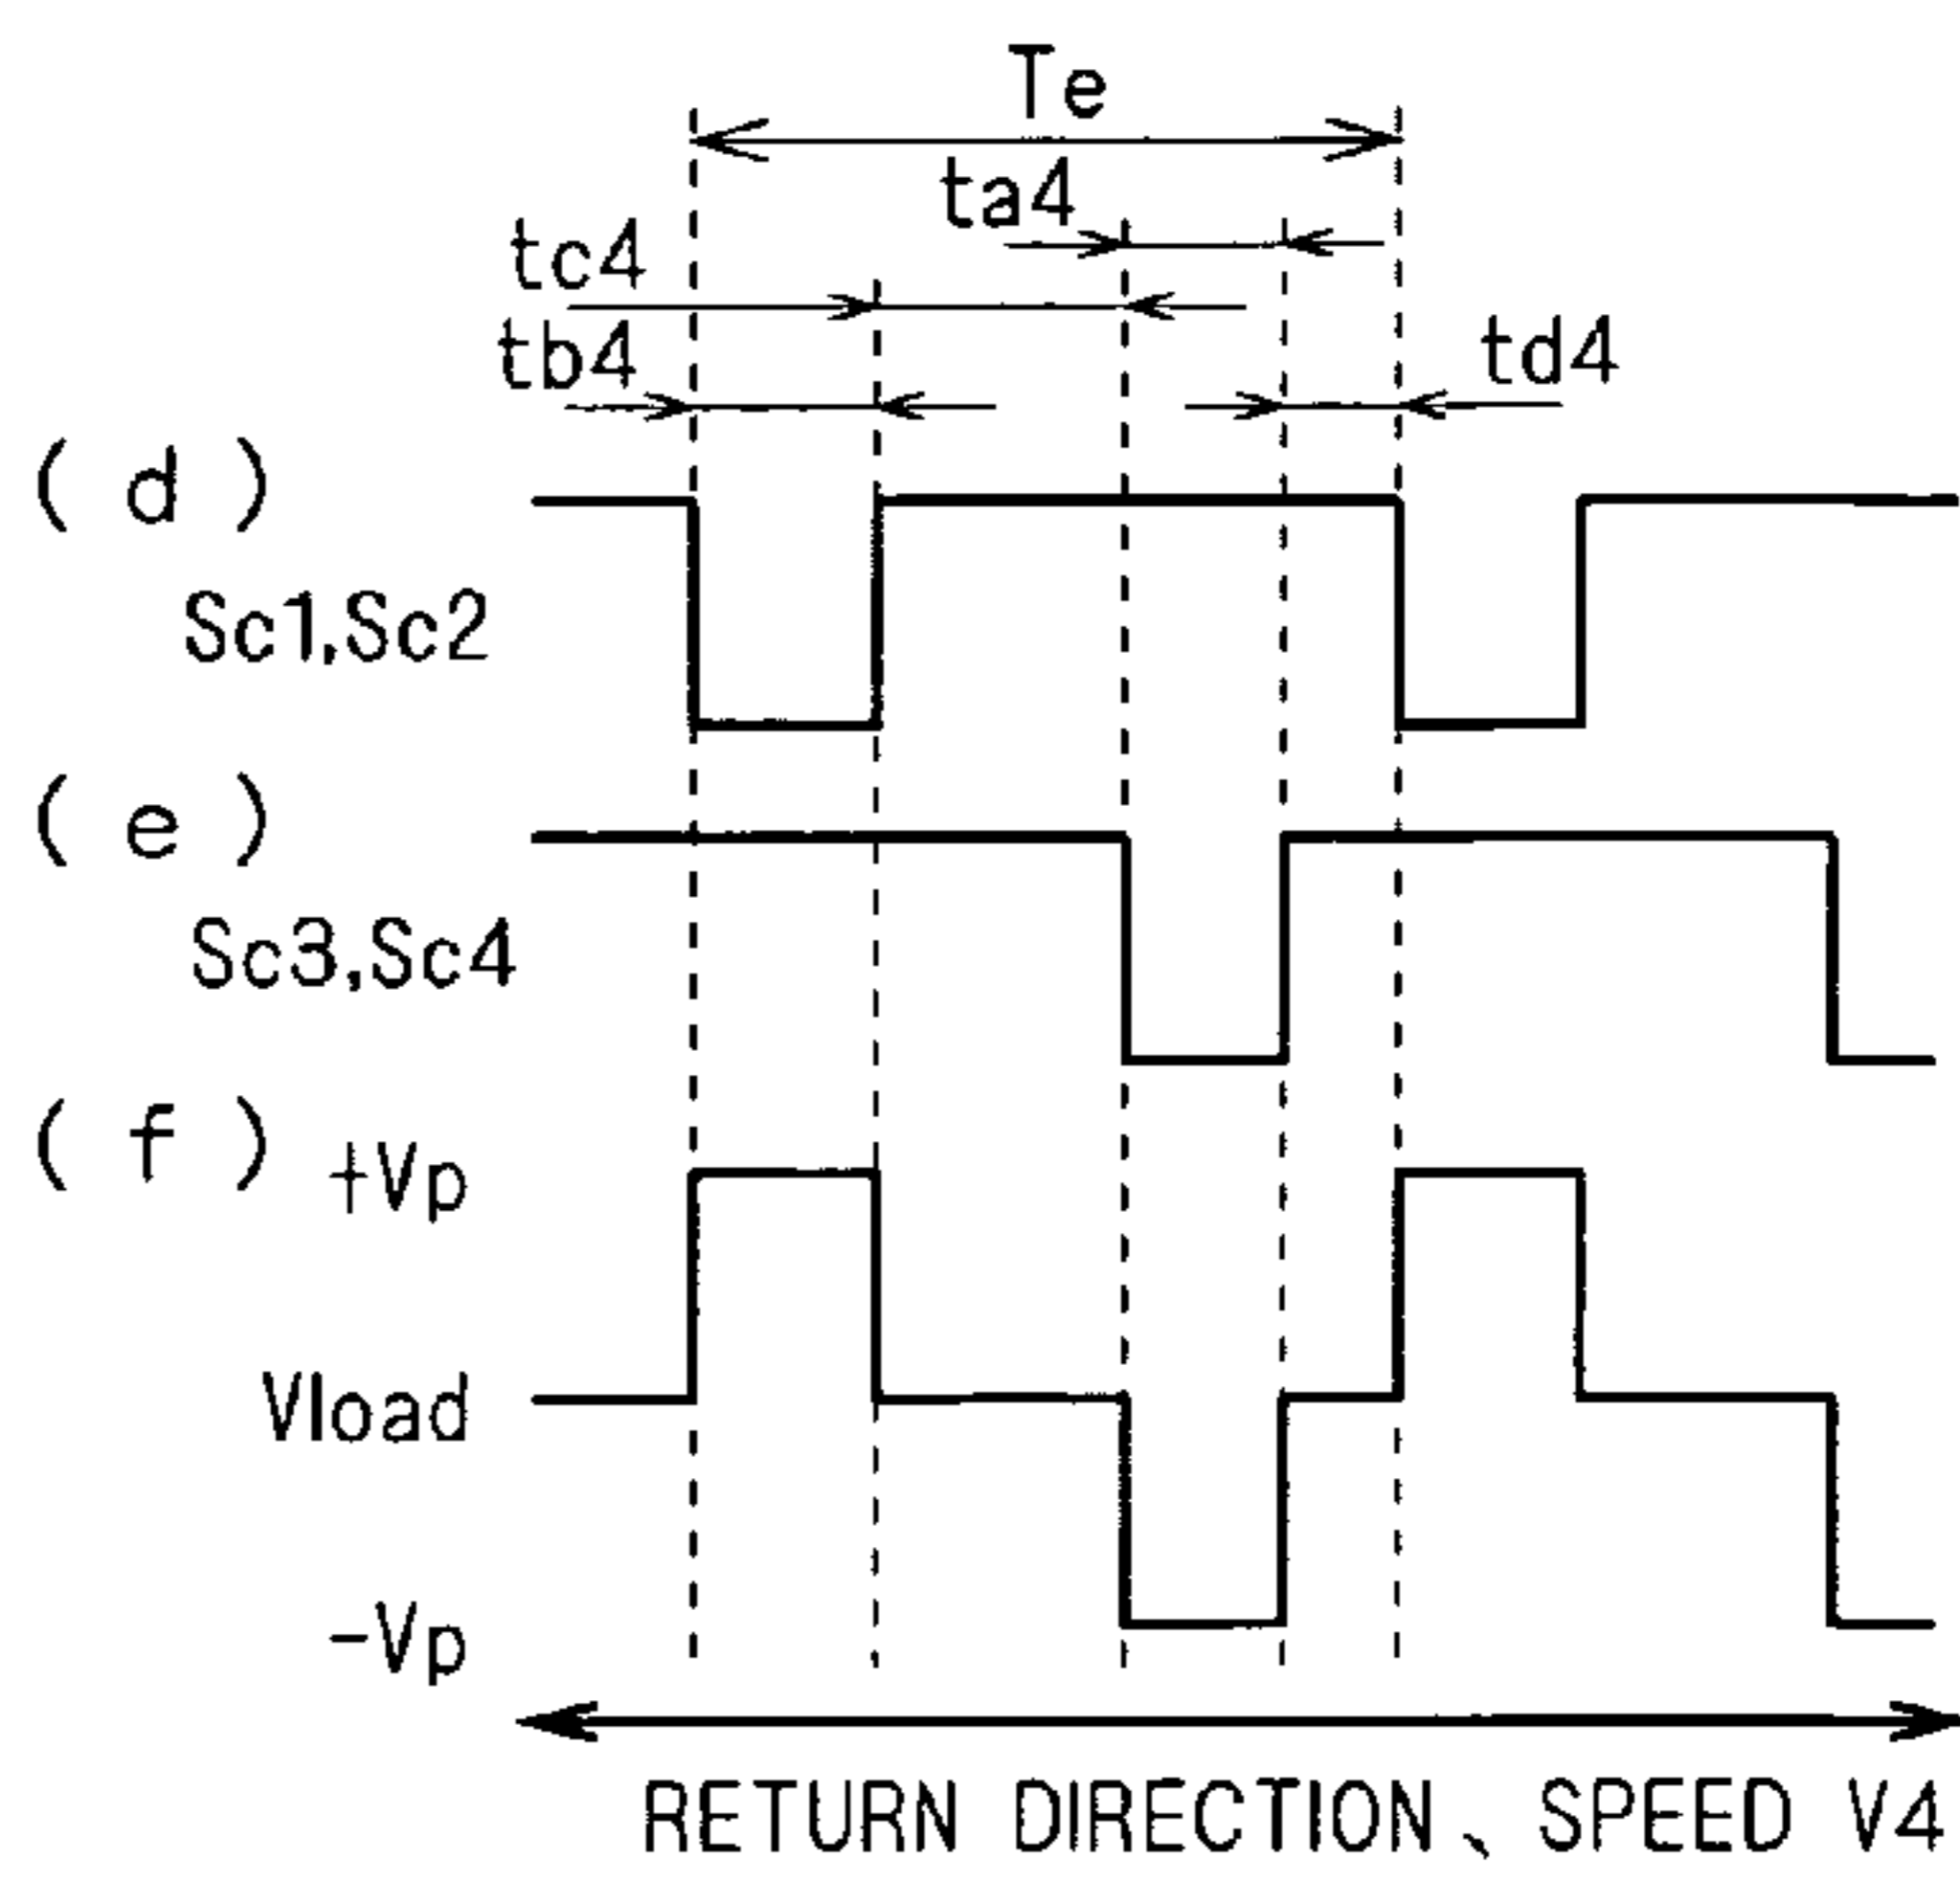 Te
ta4
tc4
tb4
td4
( d )
Sc1,Sc2
( e )
Sc3,Sc4
( f ) +Vp
Vload
-Vp
RETURN DIRECTION、SPEED V4